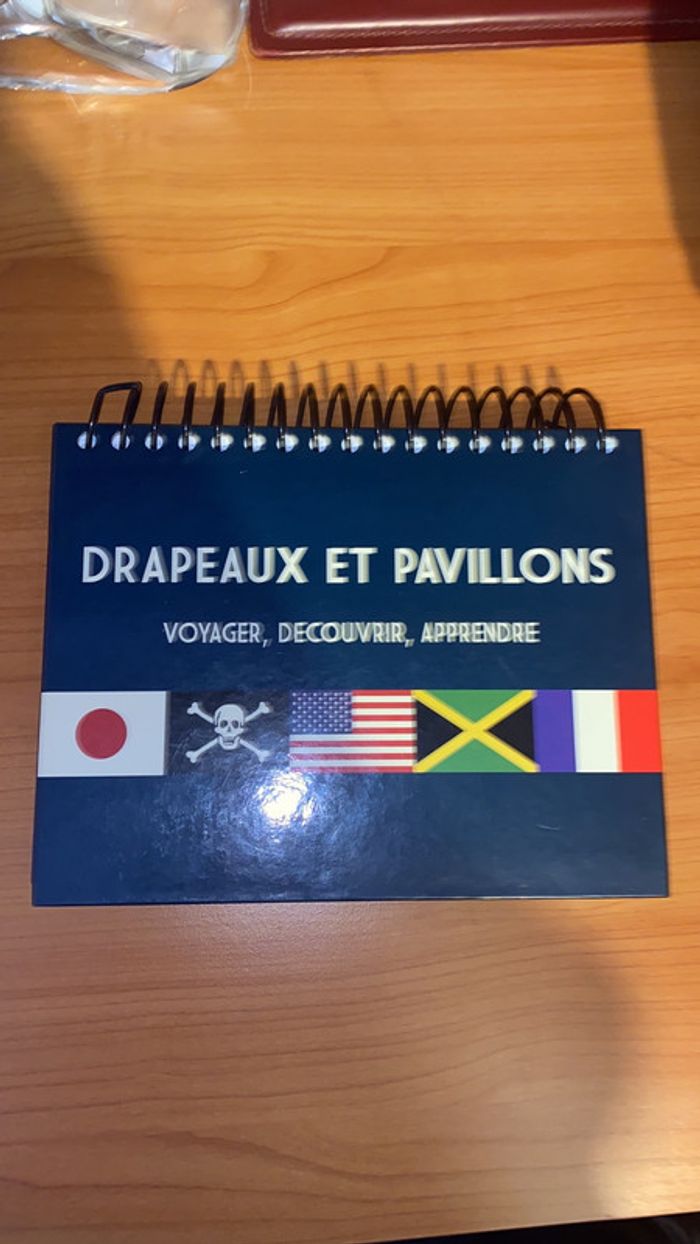 DRAPEAUX ET PAVILLONS
VOYAGER, DECOUVRIR, APPRENDRE